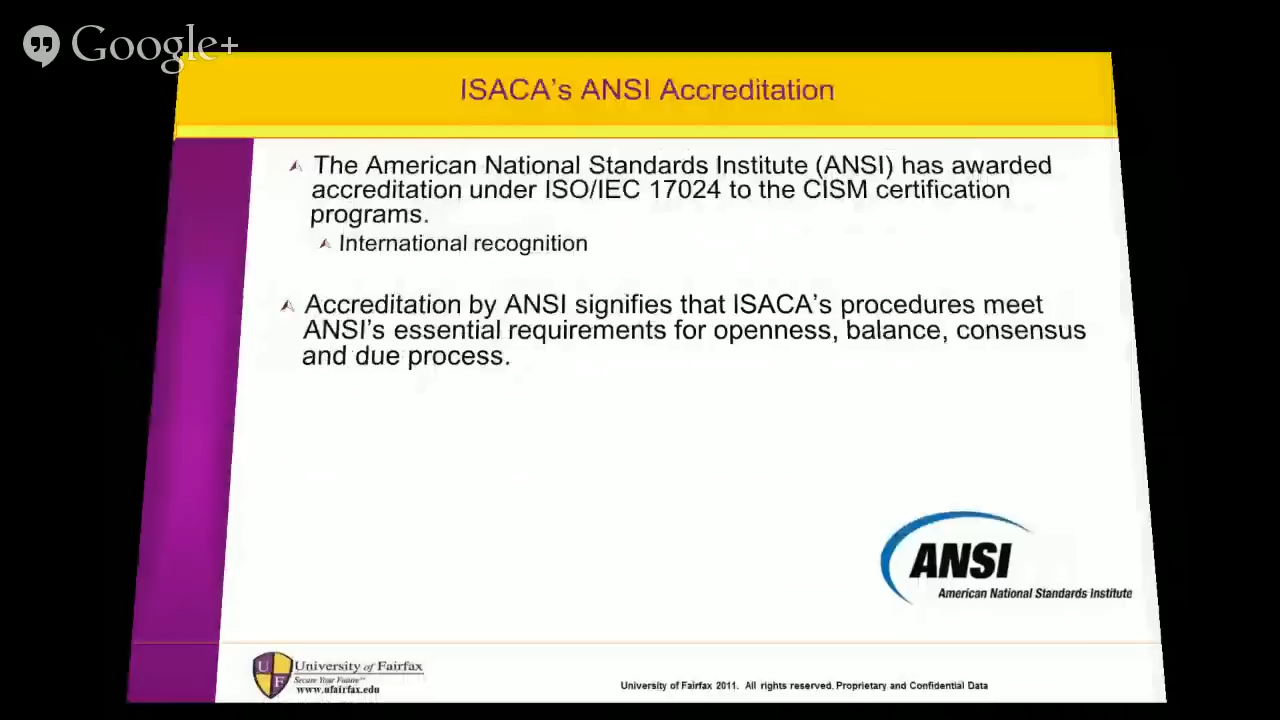 Google+
ISACA's ANSI Accreditation
The American National Standards Institute (ANSI) has awarded
accreditation under ISO/IEC 17024 to the CISM certification
programs.
International recognition
Accreditation by ANSI signifies that ISACA's procedures meet
ANSI's essential requirements for openness, balance, consensus
and due process.
ANSI
American National Standards Institute
U
F
University of Fairfax
Secure Your Future™
www.ufairfax.edu
University of Fairfax 2011. All rights reserved. Proprietary and Confidential Data